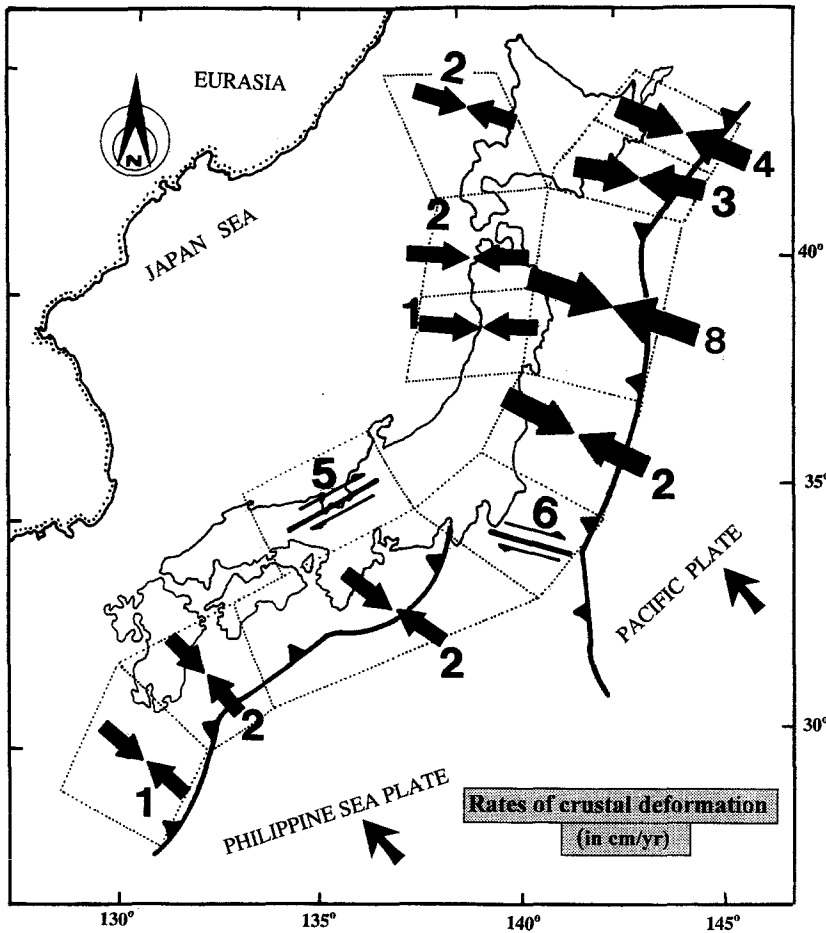 EURASIA
N
JAPAN SEA
2
4
3
2
40°
1
8
5
35°
2
6
PACIFIC PLATE
2
2
30°
1
PHILIPPINE SEA PLATE
Rates of crustal deformation
(in cm/yr)
130°
135°
140°
145°